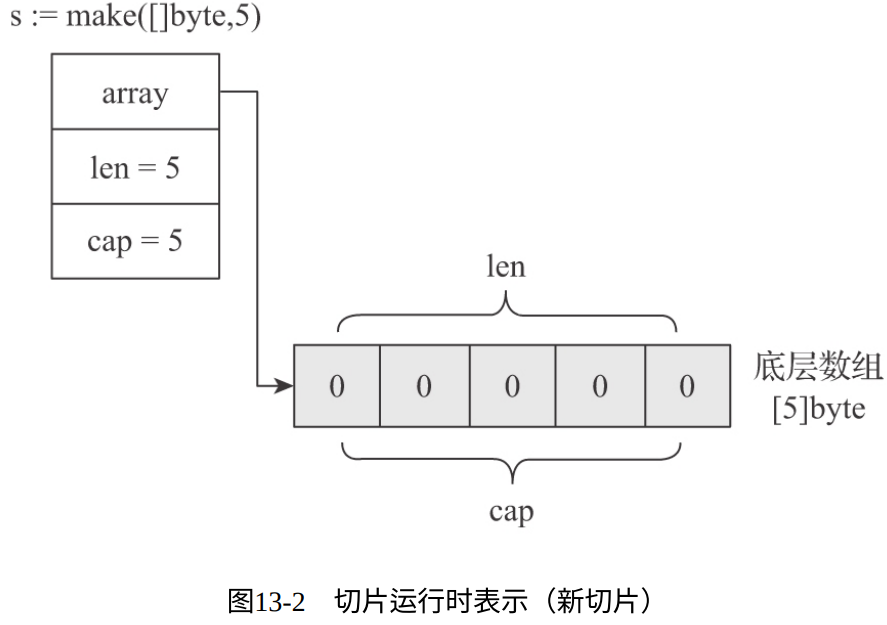 s := make([]byte,5)
array
len = 5
cap = 5
len
0 0 0 0 0
底层数组
[5]byte
cap
图13-2 切片运行时表示（新切片）